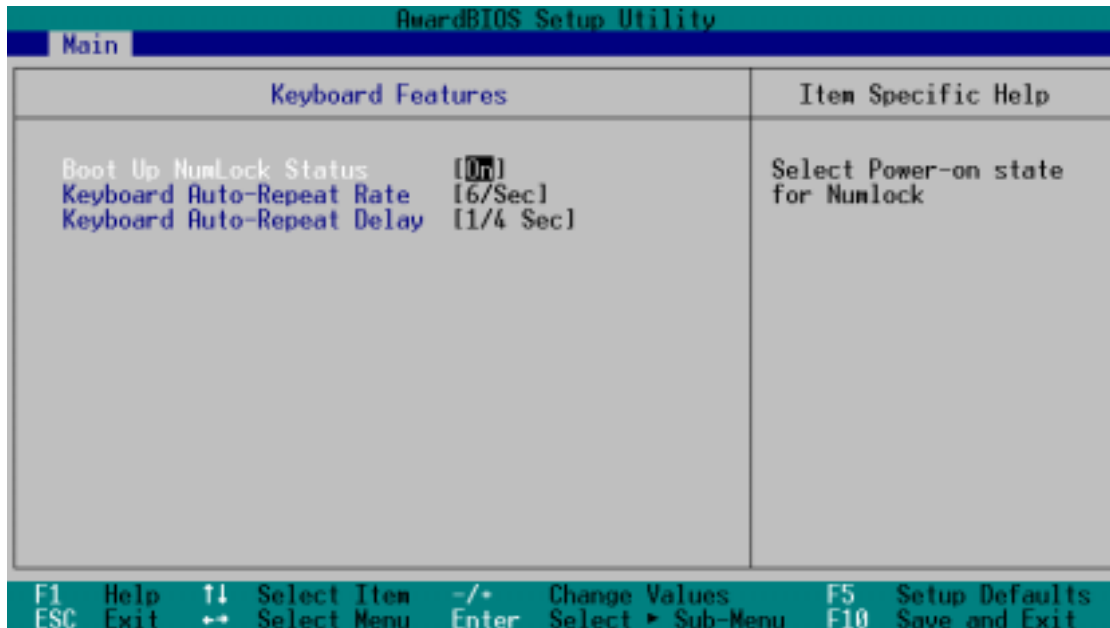 AwardBIOS Setup Utility
Main
Keyboard Features
Item Specific Help
Boot Up NumLock Status [On]
Keyboard Auto-Repeat Rate [6/Sec]
Keyboard Auto-Repeat Delay [1/4 Sec]
Select Power-on state
for Numlock
F1 Help ↑↓ Select Item -/+ Change Values F5 Setup Defaults
ESC Exit ←→ Select Menu Enter Select ► Sub-Menu F10 Save and Exit